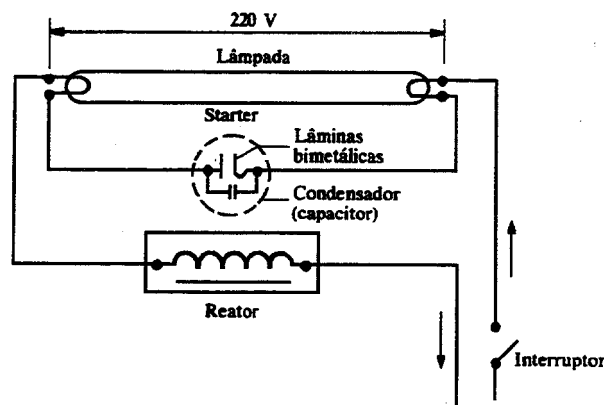 220 V
Lâmpada
Starter
Lâminas
bimetálicas
Condensador
(capacitor)
Reator
Interruptor